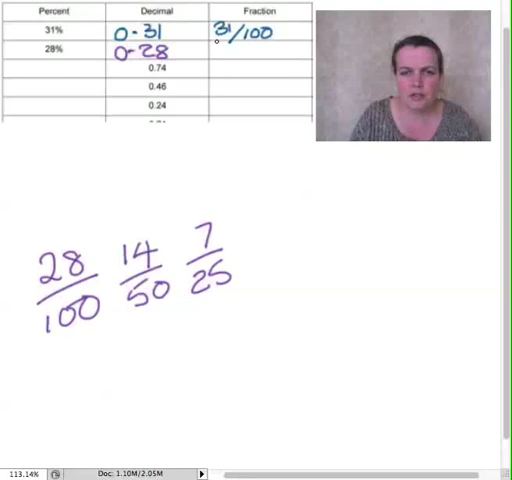 Percent Decimal Fraction
31% 0.31 31/100
28% 0.28
0.74
0.46
0.24
28/100 14/50 7/25
113.14% Doc: 1.10M/2.05M